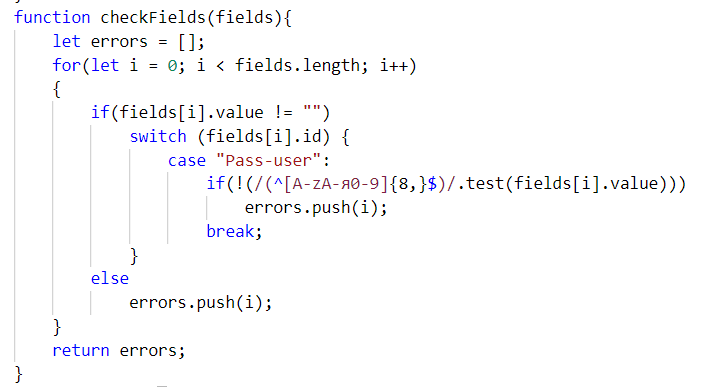 function checkFields(fields){
let errors = [];
for(let i = 0; i < fields.length; i++)
{
if(fields[i].value != "")
switch (fields[i].id) {
case "Pass-user":
if(!(/(^[A-zА-я0-9]{8,}$)/.test(fields[i].value)))
errors.push(i);
break;
}
else
errors.push(i);
}
return errors;
}